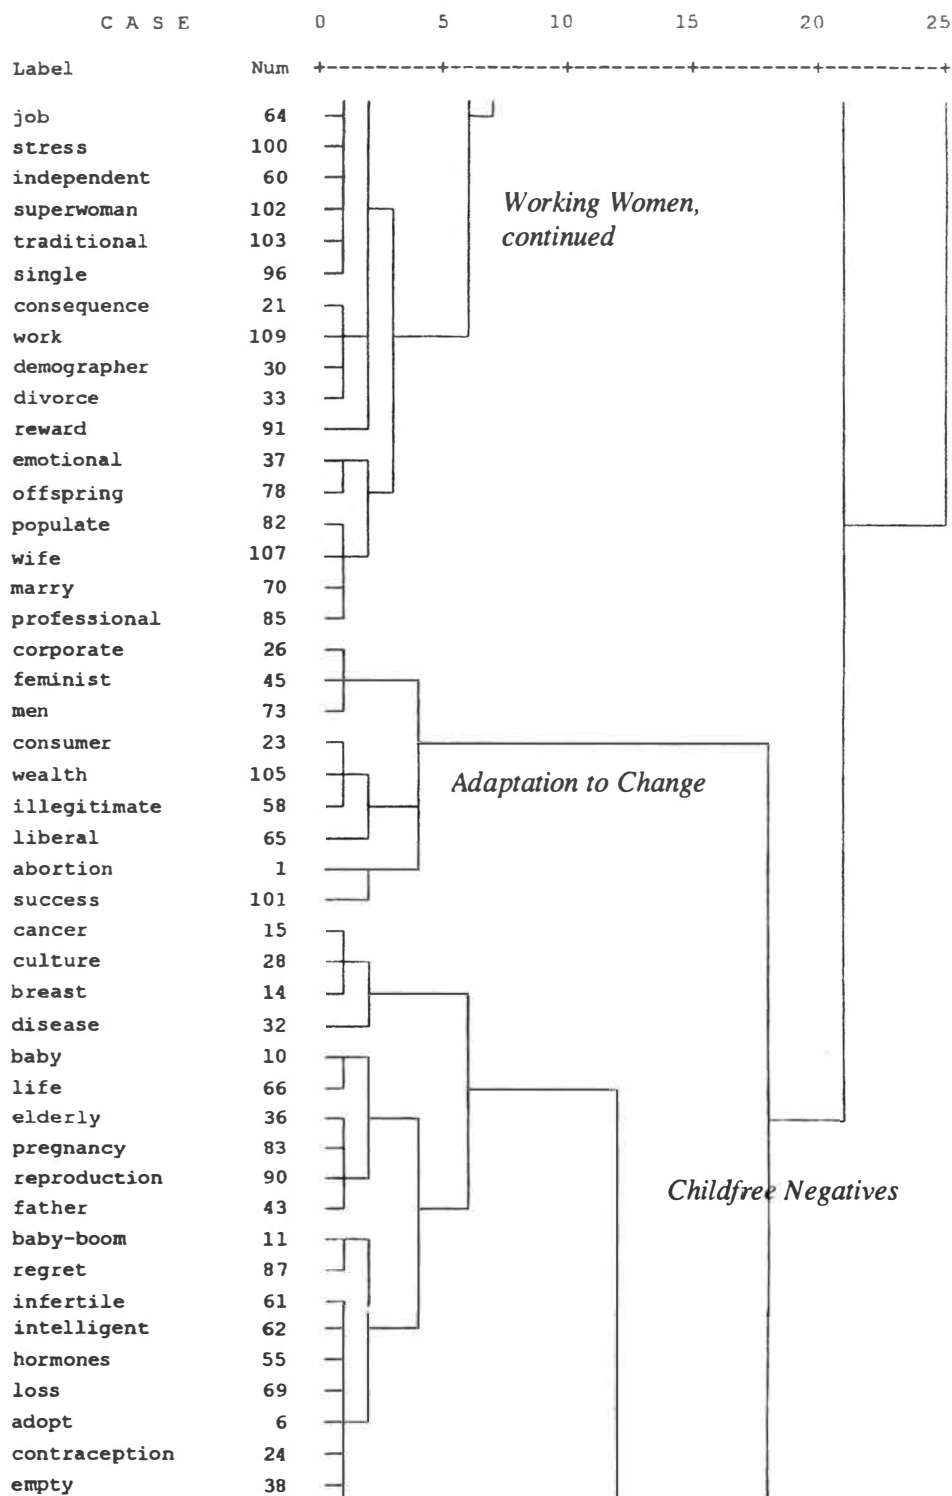 C A S E 0 5 10 15 20 25
Label Num +---------+---------+---------+---------+---------+
job 64
stress 100
independent 60
superwoman 102
Working Women,
traditional 103
continued
single 96
consequence 21
work 109
demographer 30
divorce 33
reward 91
emotional 37
offspring 78
populate 82
wife 107
marry 70
professional 85
corporate 26
feminist 45
men 73
consumer 23
wealth 105
Adaptation to Change
illegitimate 58
liberal 65
abortion 1
success 101
cancer 15
culture 28
breast 14
disease 32
baby 10
life 66
elderly 36
pregnancy 83
reproduction 90
Childfree Negatives
father 43
baby-boom 11
regret 87
infertile 61
intelligent 62
hormones 55
loss 69
adopt 6
contraception 24
empty 38